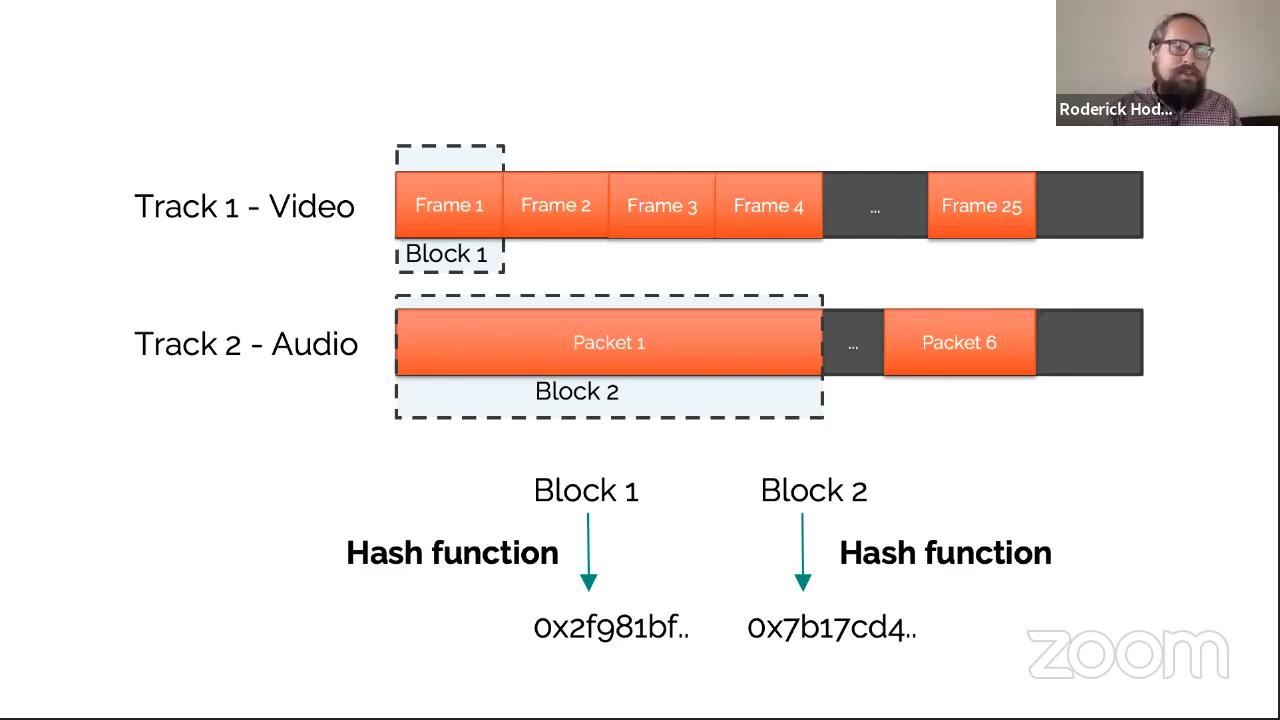 Roderick Hod...
Track 1 - Video
Frame 1
Frame 2
Frame 3
Frame 4
...
Frame 25
Block 1
Track 2 - Audio
Packet 1
...
Packet 6
Block 2
Block 1
Block 2
Hash function
Hash function
0x2f981bf..
0x7b17cd4..
zoom